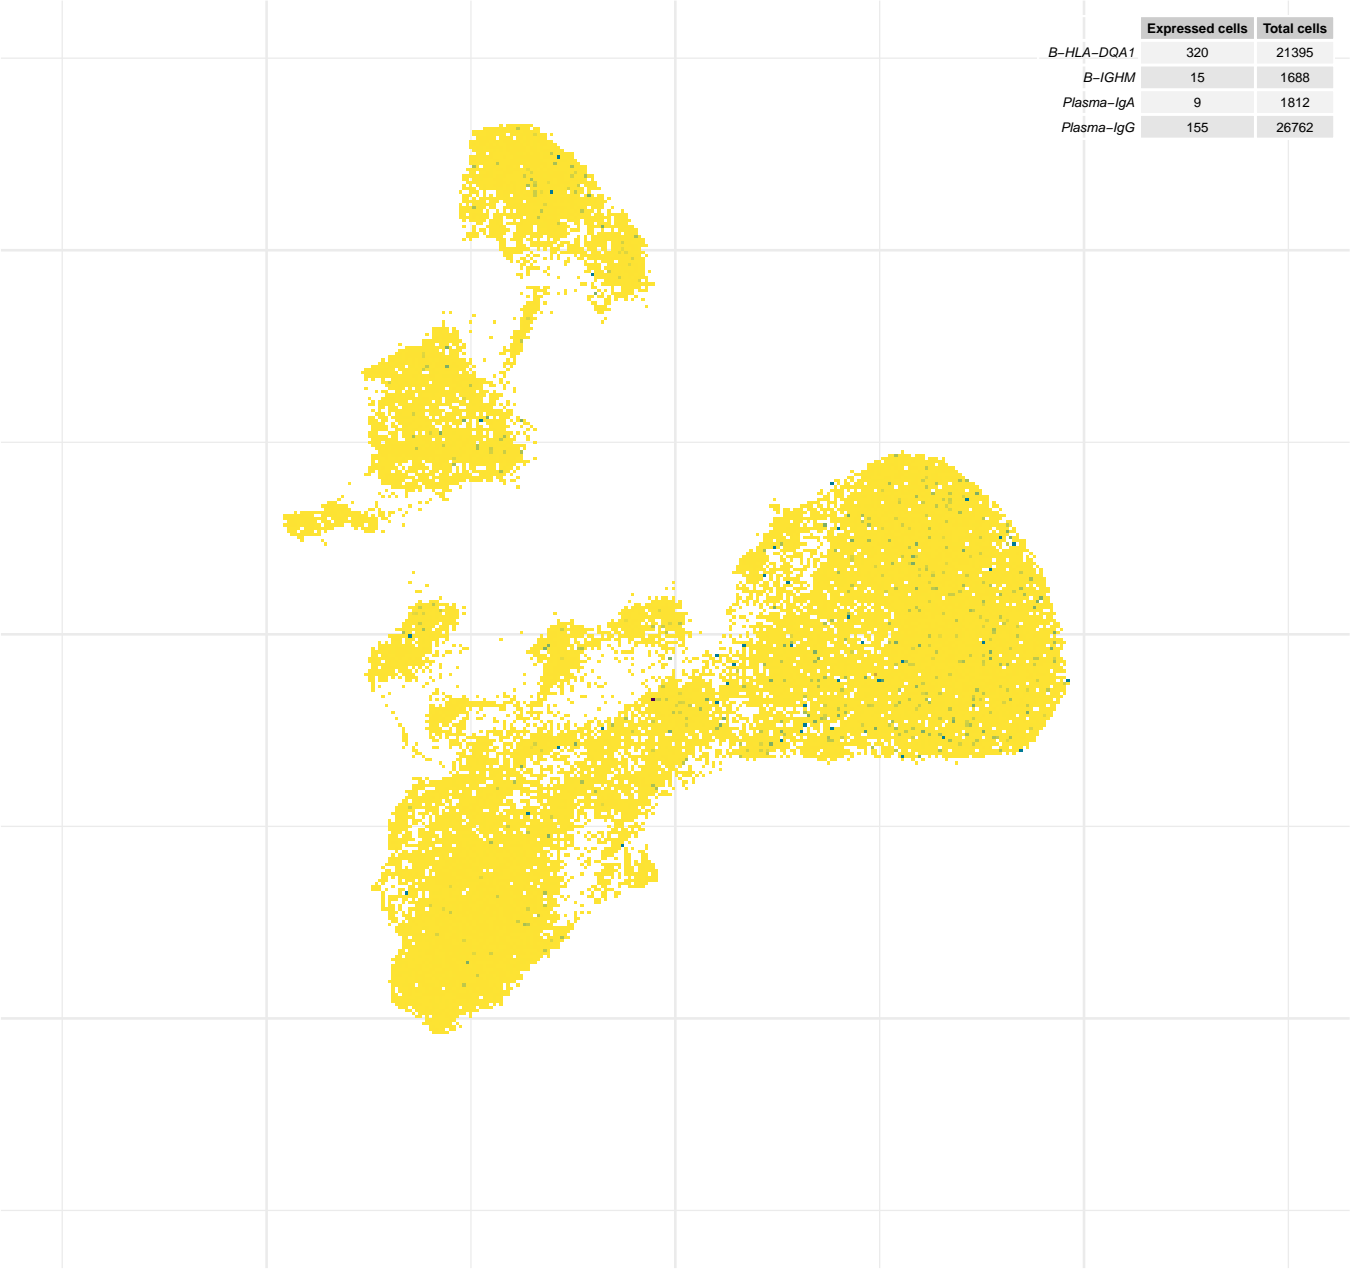 Expressed cells Total cells
B−HLA−DQA1 320 21395
B−IGHM 15 1688
Plasma−IgA 9 1812
Plasma−IgG 155 26762